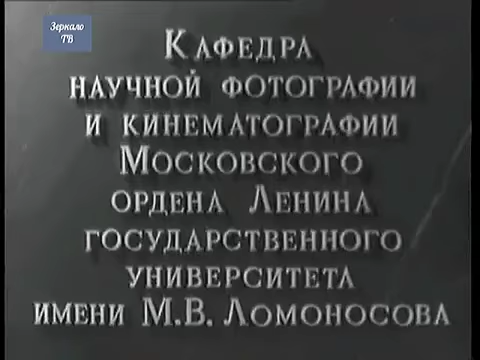 Зеркало
ТВ
КАФЕДРА
НАУЧНОЙ ФОТОГРАФИИ
И КИНЕМАТОГРАФИИ
МОСКОВСКОГО
ОРДЕНА ЛЕНИНА
ГОСУДАРСТВЕННОГО
УНИВЕРСИТЕТА
ИМЕНИ М.В. ЛОМОНОСОВА